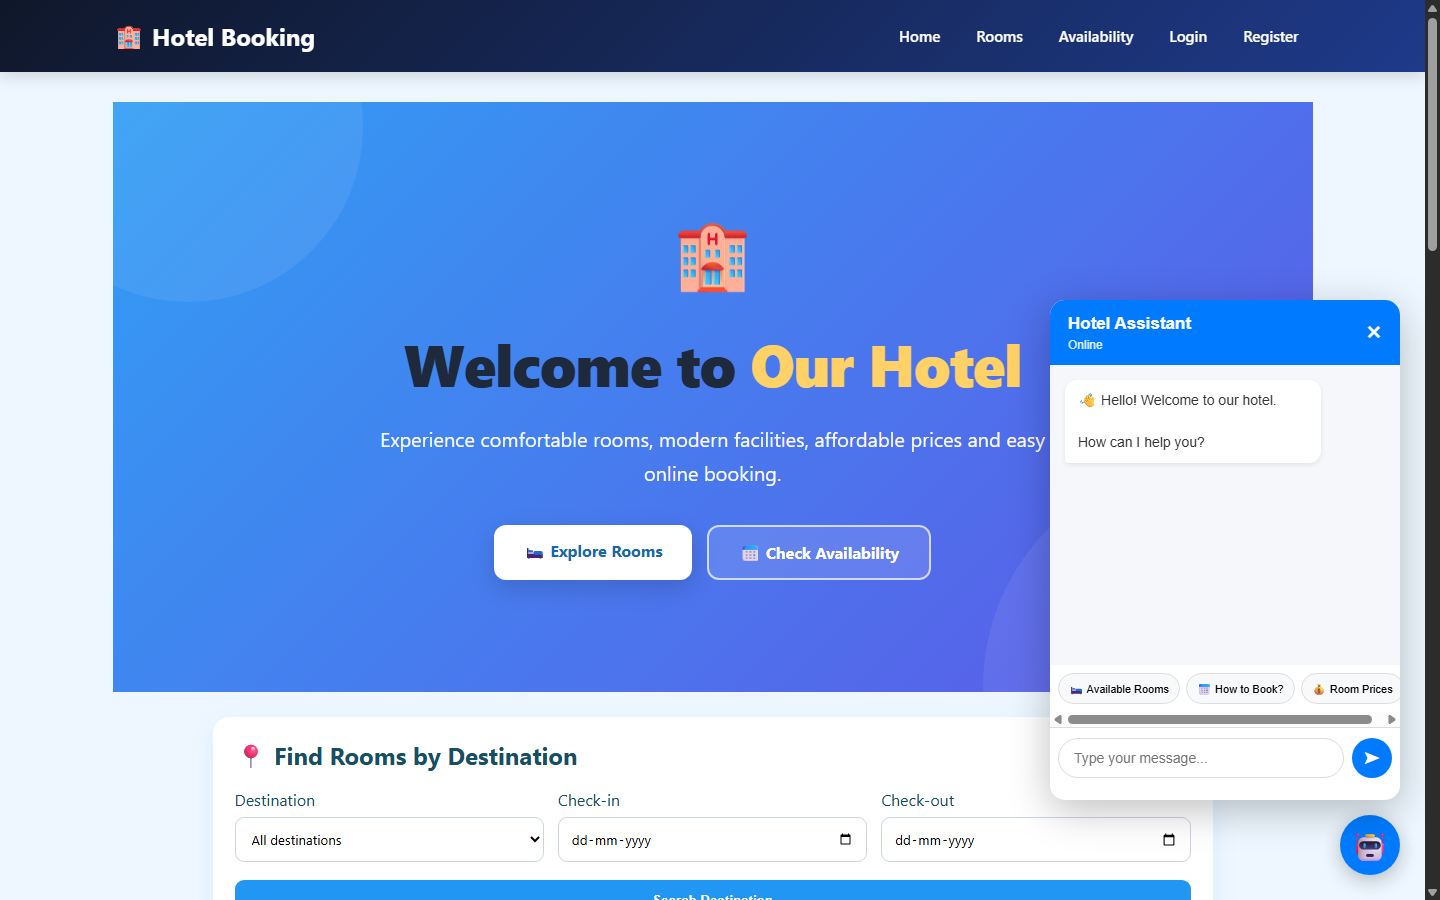 Hotel Booking
Home
Rooms
Availability
Login
Register
Welcome to Our Hotel
Experience comfortable rooms, modern facilities, affordable prices and easy
online booking.
Explore Rooms
Check Availability
Find Rooms by Destination
Destination
Check-in
Check-out
All destinations
dd-mm-yyyy
dd-mm-yyyy
Search Destination
Hotel Assistant
Online
Hello! Welcome to our hotel.
How can I help you?
Available Rooms
How to Book?
Room Prices
Type your message...